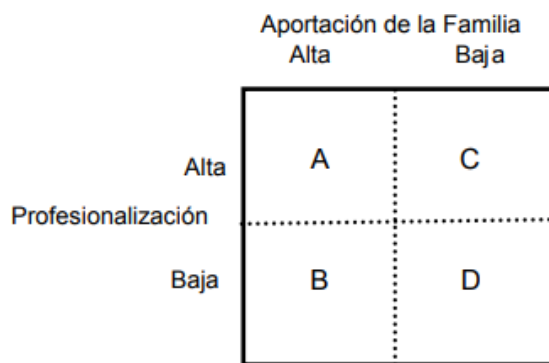 Aportación de la Familia
Alta Baja
Alta A C
Profesionalización
Baja B D